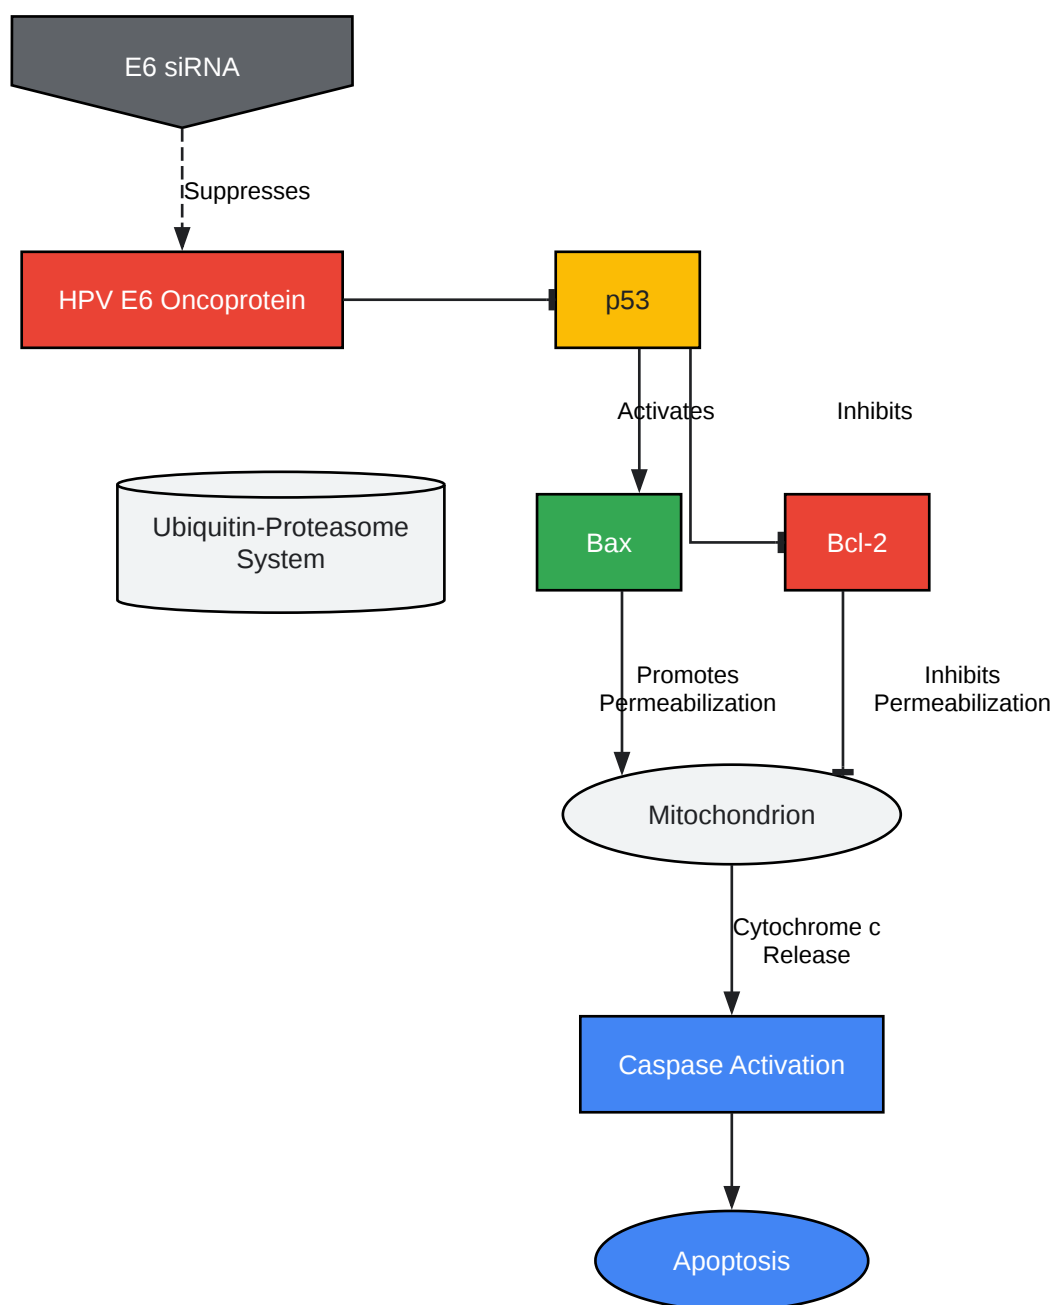 E6 siRNA
Suppresses
HPV E6 Oncoprotein
p53
Activates
Inhibits
Ubiquitin-Proteasome
System
Bax
Bcl-2
Promotes
Permeabilization
Inhibits
Permeabilization
Mitochondrion
Cytochrome c
Release
Caspase Activation
Apoptosis